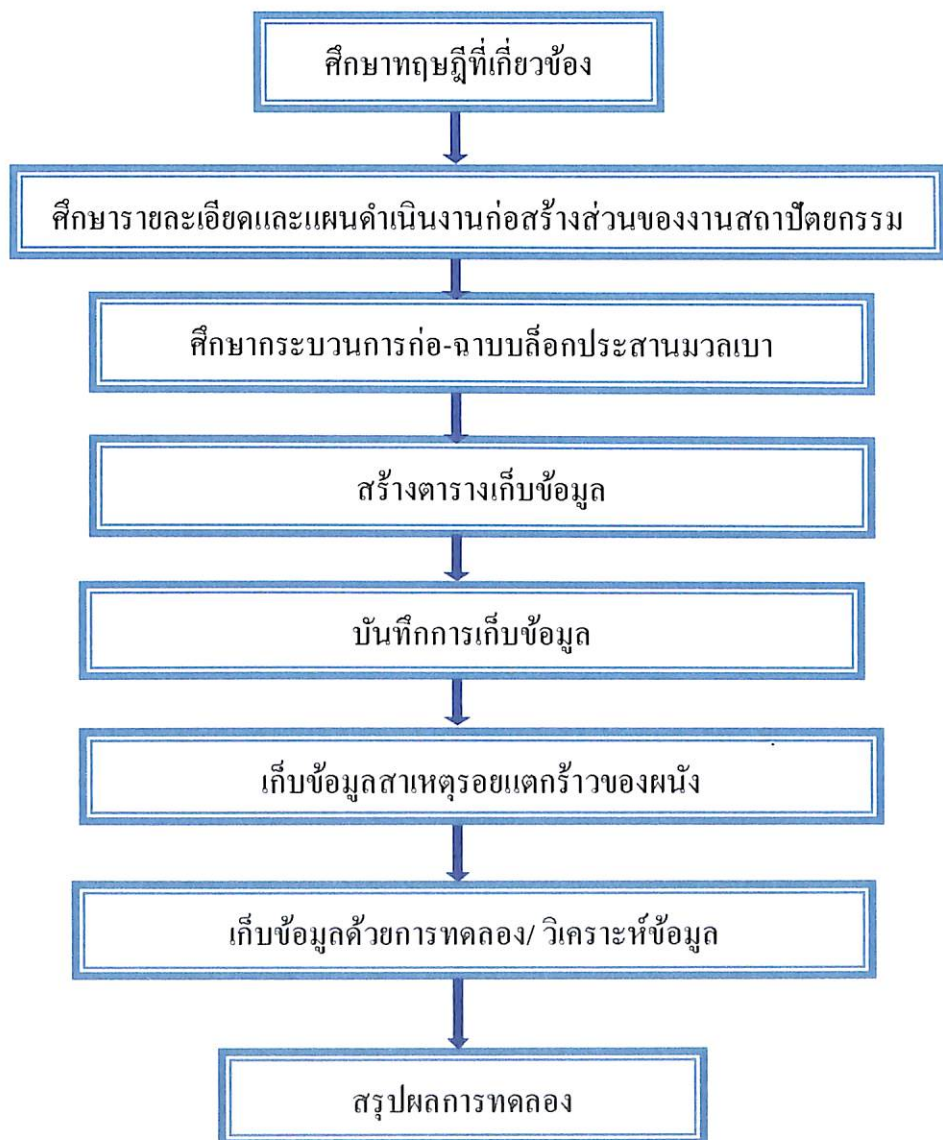 ศึกษาทฤษฎีที่เกี่ยวข้อง
ศึกษารายละเอียดและแผนดำเนินงานก่อสร้างส่วนของงานสถาปัตยกรรม
ศึกษากระบวนการก่อ-ฉาบบล็อกประสานมวลเบา
สร้างตารางเก็บข้อมูล
บันทึกการเก็บข้อมูล
เก็บข้อมูลสาเหตุรอยแตกร้าวของผนัง
เก็บข้อมูลด้วยการทดลอง/ วิเคราะห์ข้อมูล
สรุปผลการทดลอง